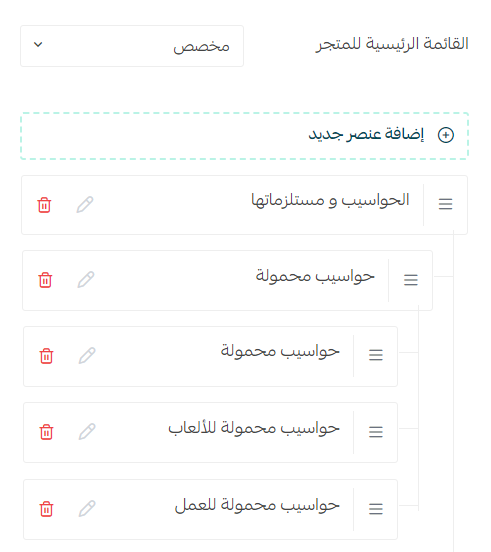 القائمة الرئيسية للمتجر
مخصص
إضافة عنصر جديد
الحواسيب و مستلزماتها
حواسيب محمولة
حواسيب محمولة
حواسيب محمولة للألعاب
حواسيب محمولة للعمل